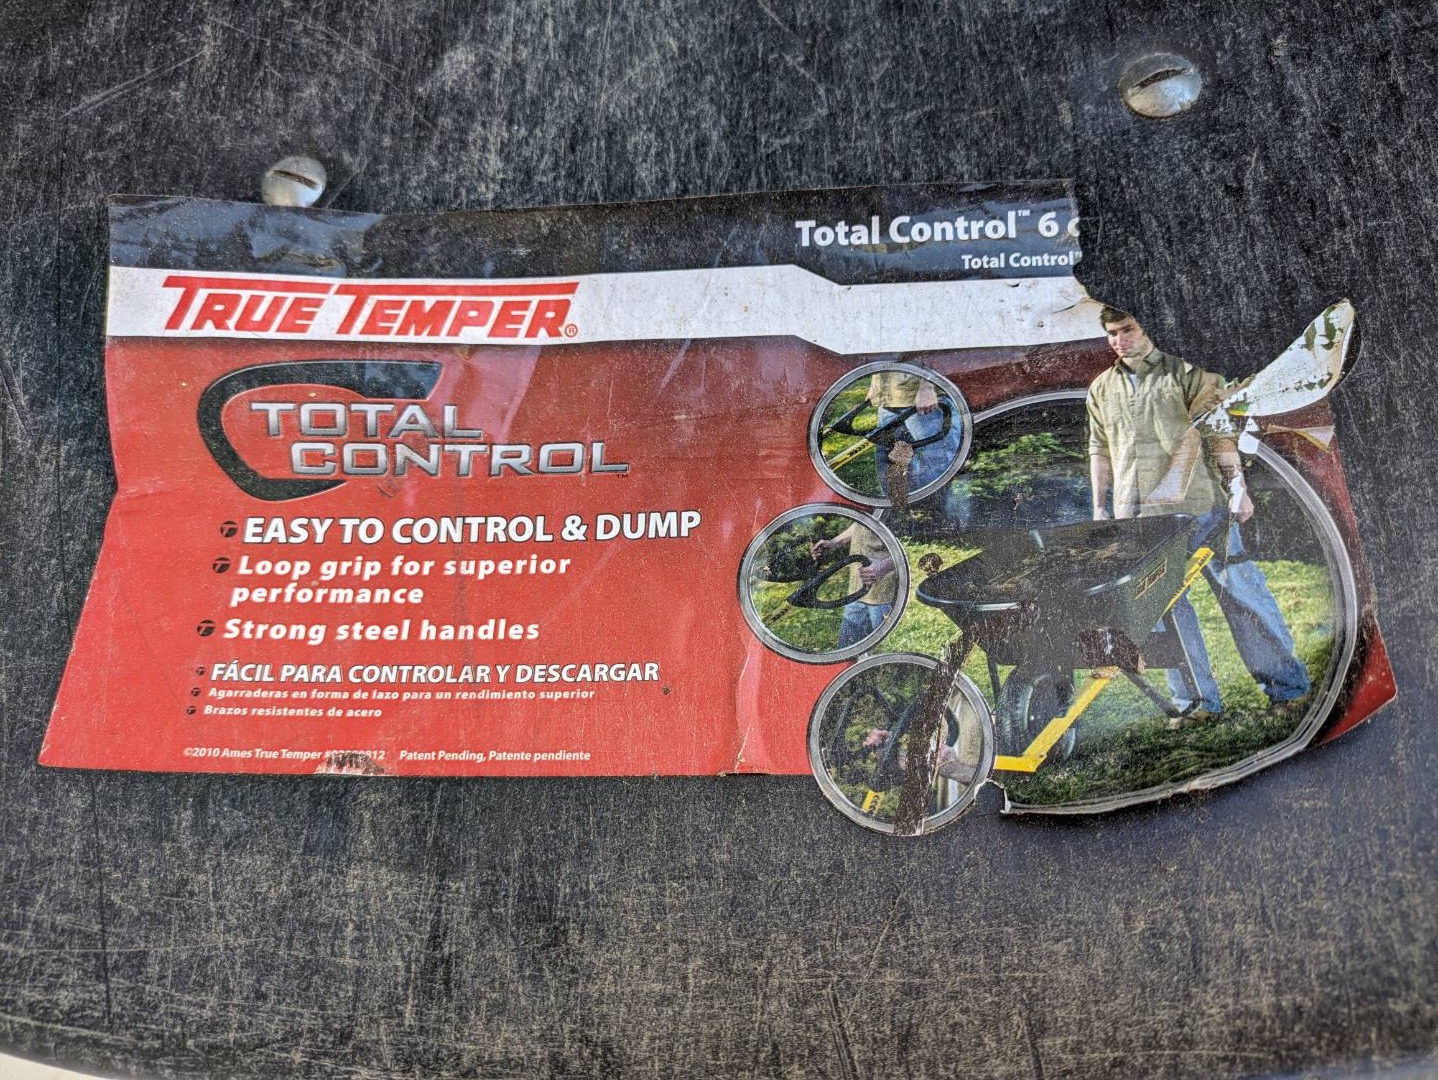 Total Control™ 6
Total Control™
TRUE TEMPER®
TOTAL
CONTROL™
EASY TO CONTROL & DUMP
Loop grip for superior
performance
Strong steel handles
FÁCIL PARA CONTROLAR Y DESCARGAR
Agarraderas en forma de lazo para un rendimiento superior
Brazos resistentes de acero
©2010 Ames True Temper Patent Pending, Patente pendiente